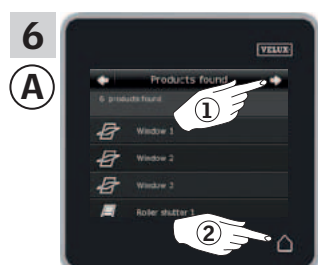 6
A
VELUX
Products found
6 products found
1
Window 1
Window 2
Window 3
Roller shutter 1
2